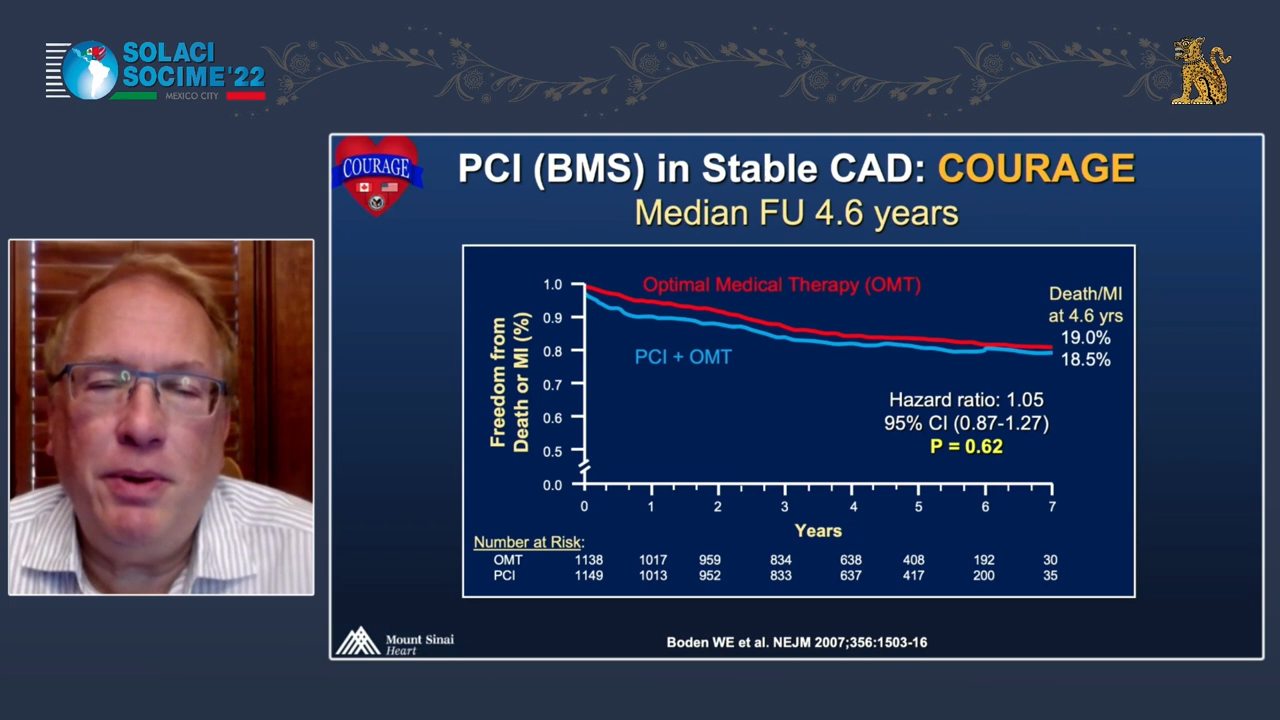 SOLACI
SOCIME'22
MEXICO CITY
COURAGE
PCI (BMS) in Stable CAD: COURAGE
Median FU 4.6 years
Optimal Medical Therapy (OMT)
PCI + OMT
Death/MI
at 4.6 yrs
19.0%
18.5%
Freedom from
Death or MI (%)
1.0
0.9
0.8
0.7
0.6
0.5
0.0
Hazard ratio: 1.05
95% CI (0.87-1.27)
P = 0.62
0 1 2 3 4 5 6 7
Years
Number at Risk:
OMT 1138 1017 959 834 638 408 192 30
PCI 1149 1013 952 833 637 417 200 35
Mount Sinai
Heart
Boden WE et al. NEJM 2007;356:1503-16